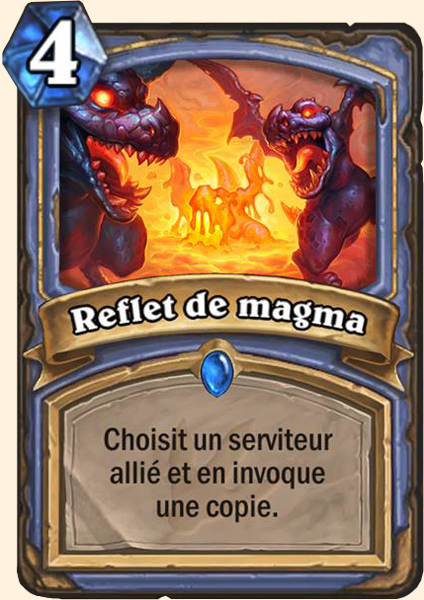 4
Reflet de magma
Choisit un serviteur
allié et en invoque
une copie.